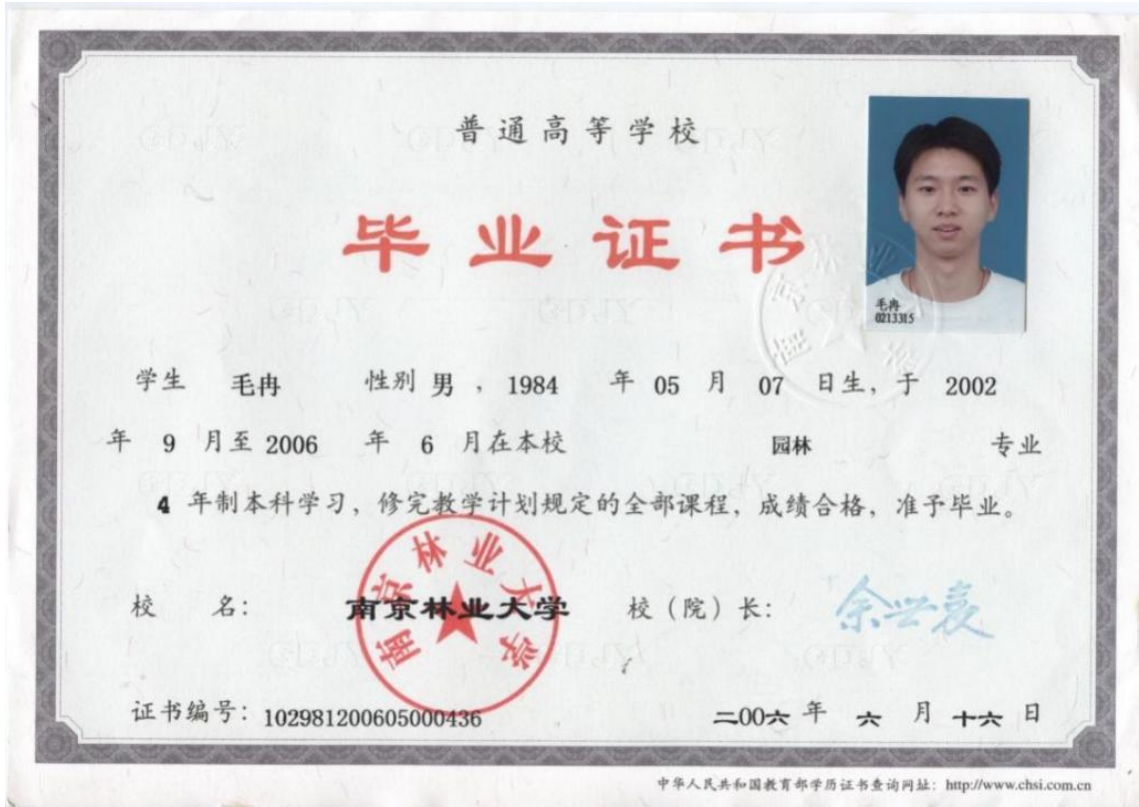 普通高等学校
毕业证书
毛冉
0213315
学生 毛冉 性别 男 , 1984 年 05 月 07 日生, 于 2002
年 9 月至 2006 年 6 月在本校 园林 专业
4 年制本科学习, 修完教学计划规定的全部课程, 成绩合格, 准予毕业。
南京林业大学
校 名: 南京林业大学 校(院)长:
证书编号: 102981200605000436 二00六 年 六 月 十六 日
中华人民共和国教育部学历证书查询网址: http://www.chsi.com.cn